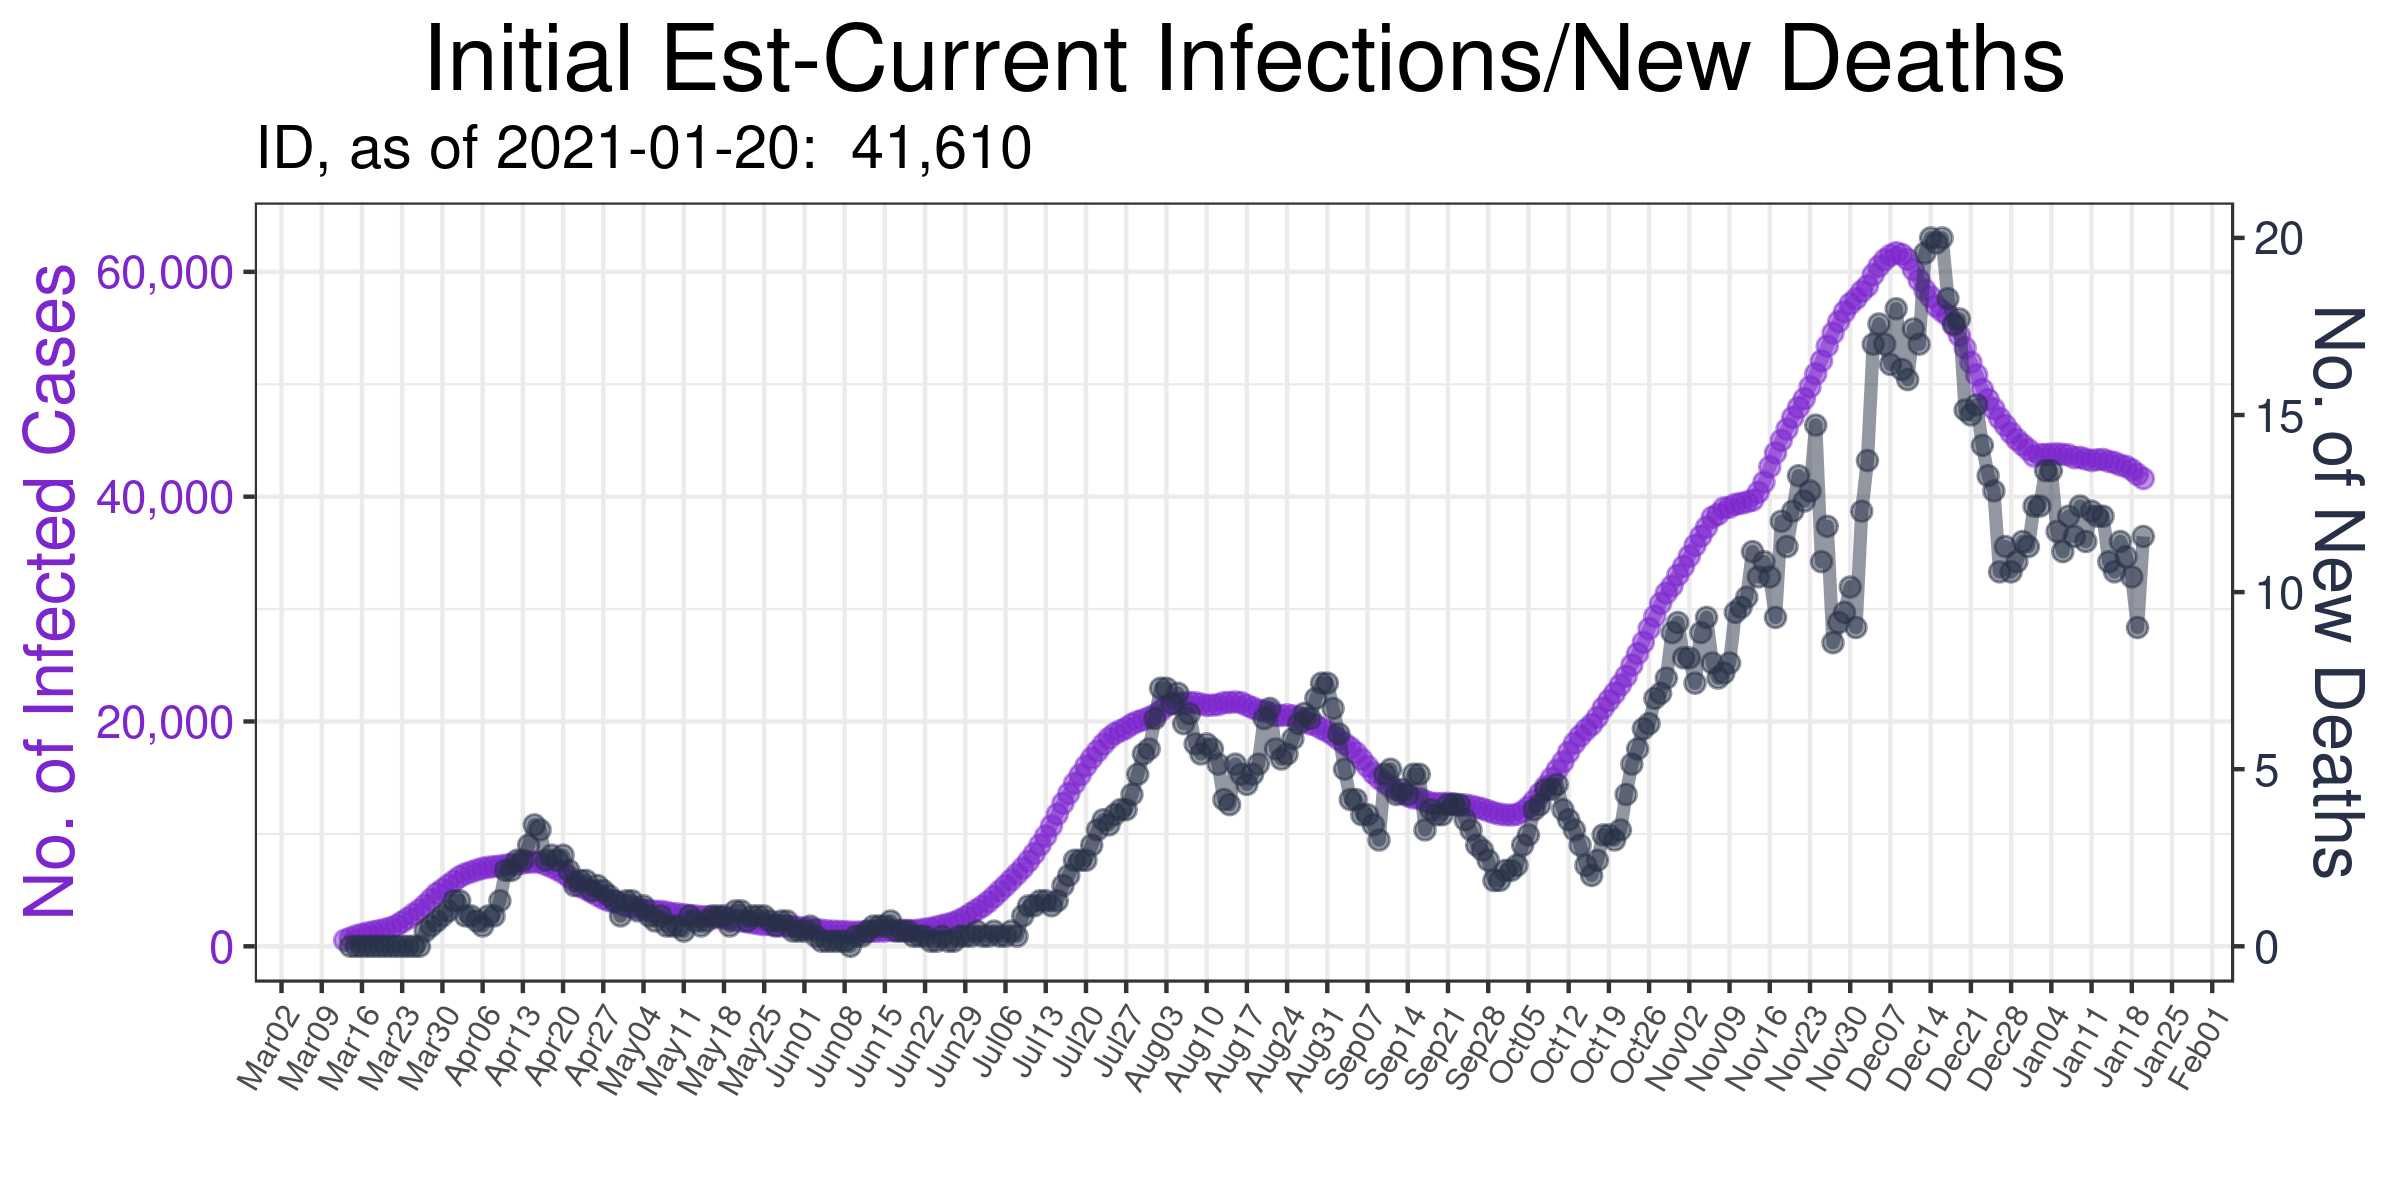 Initial Est-Current Infections/New Deaths
ID, as of 2021-01-20:  41,610
No. of Infected Cases
60,000
40,000
20,000
0
20
15
10
5
0
No. of New Deaths
Mar02
Mar09
Mar16
Mar23
Mar30
Apr06
Apr13
Apr20
Apr27
May04
May11
May18
May25
Jun01
Jun08
Jun15
Jun22
Jun29
Jul06
Jul13
Jul20
Jul27
Aug03
Aug10
Aug17
Aug24
Aug31
Sep07
Sep14
Sep21
Sep28
Oct05
Oct12
Oct19
Oct26
Nov02
Nov09
Nov16
Nov23
Nov30
Dec07
Dec14
Dec21
Dec28
Jan04
Jan11
Jan18
Jan25
Feb01